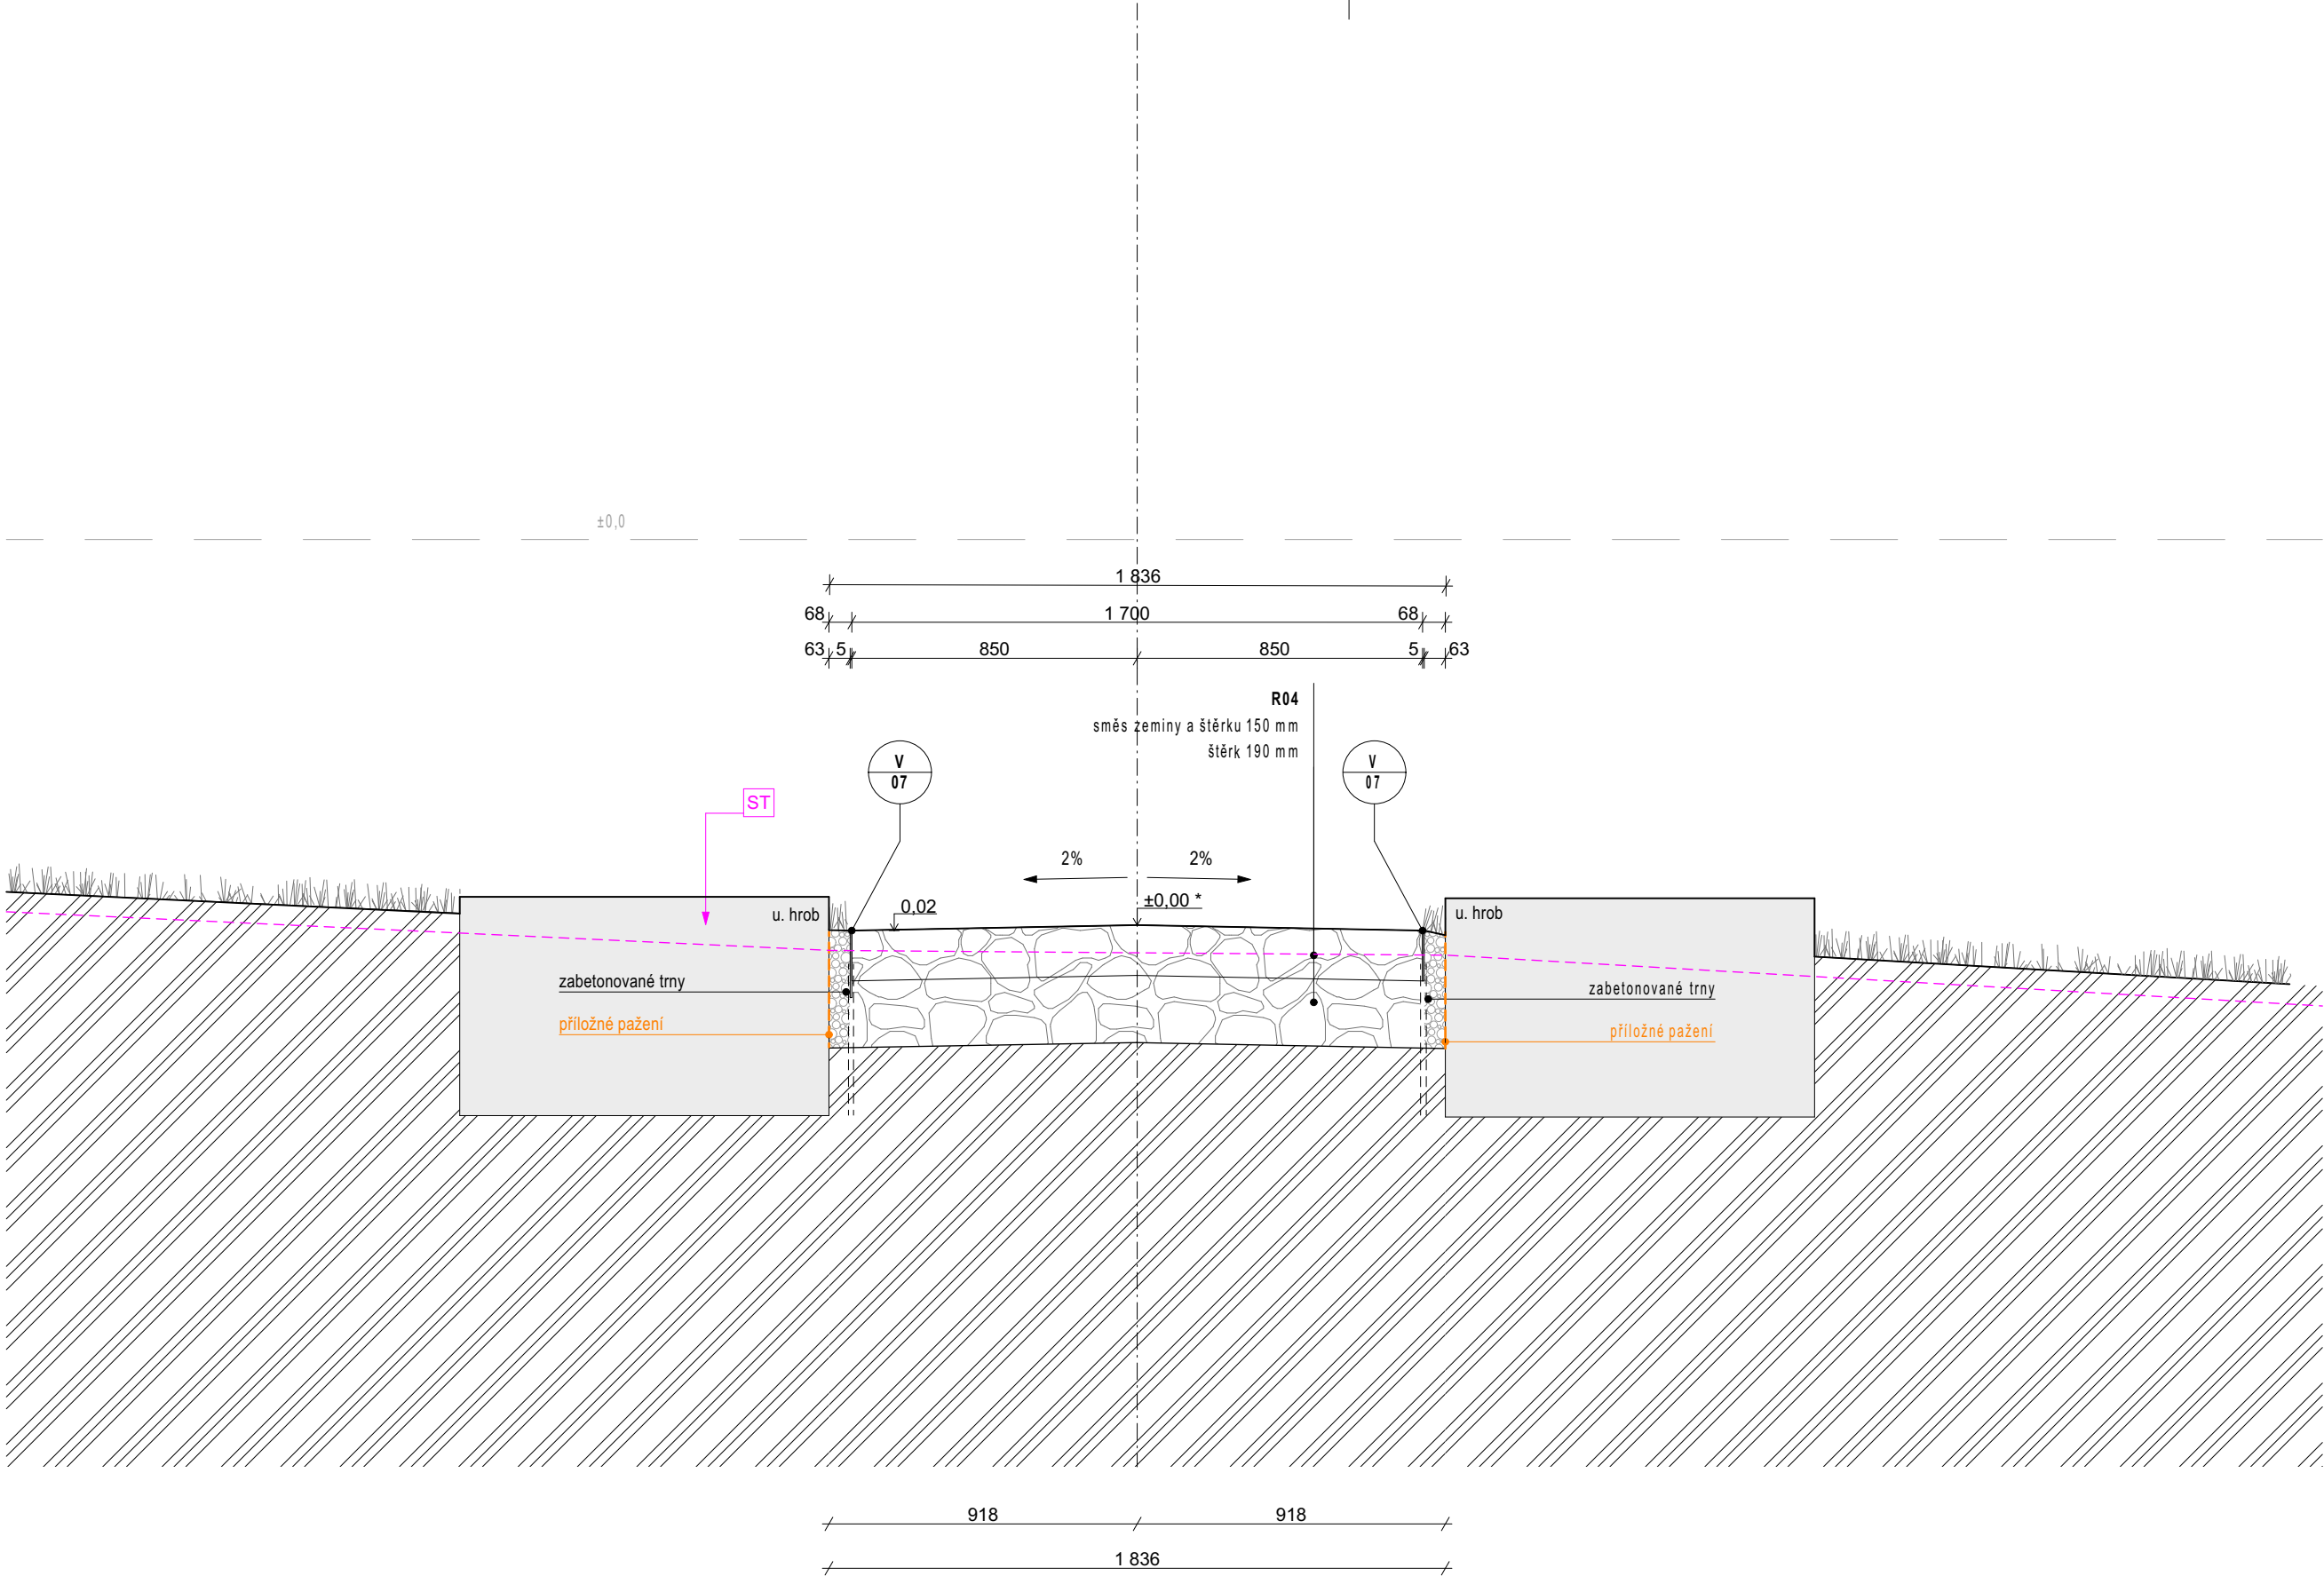 ±0,0
1 836
68 1 700 68
63 5 850 850 5 63
R04
směs zeminy a štěrku 150 mm
štěrk 190 mm
V
07
V
07
ST
2% 2%
±0,00 *
0,02
u. hrob
u. hrob
zabetonované trny
zabetonované trny
příložné pažení
příložné pažení
918 918
1 836